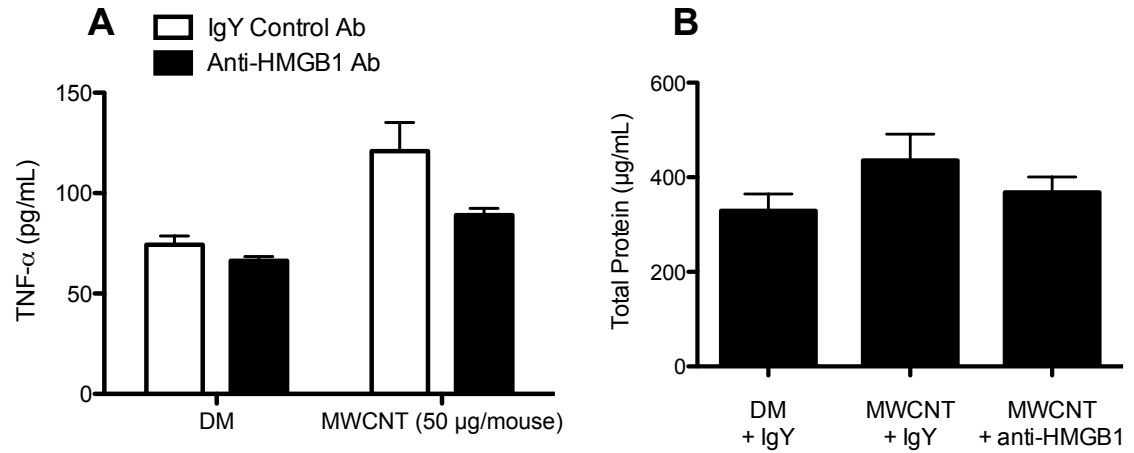 A
IgY Control Ab
Anti-HMGB1 Ab
TNF-α (pg/mL)
150
100
50
0
DM
MWCNT (50 µg/mouse)
B
Total Protein (µg/mL)
600
400
200
0
DM
+ IgY
MWCNT
+ IgY
MWCNT
+ anti-HMGB1